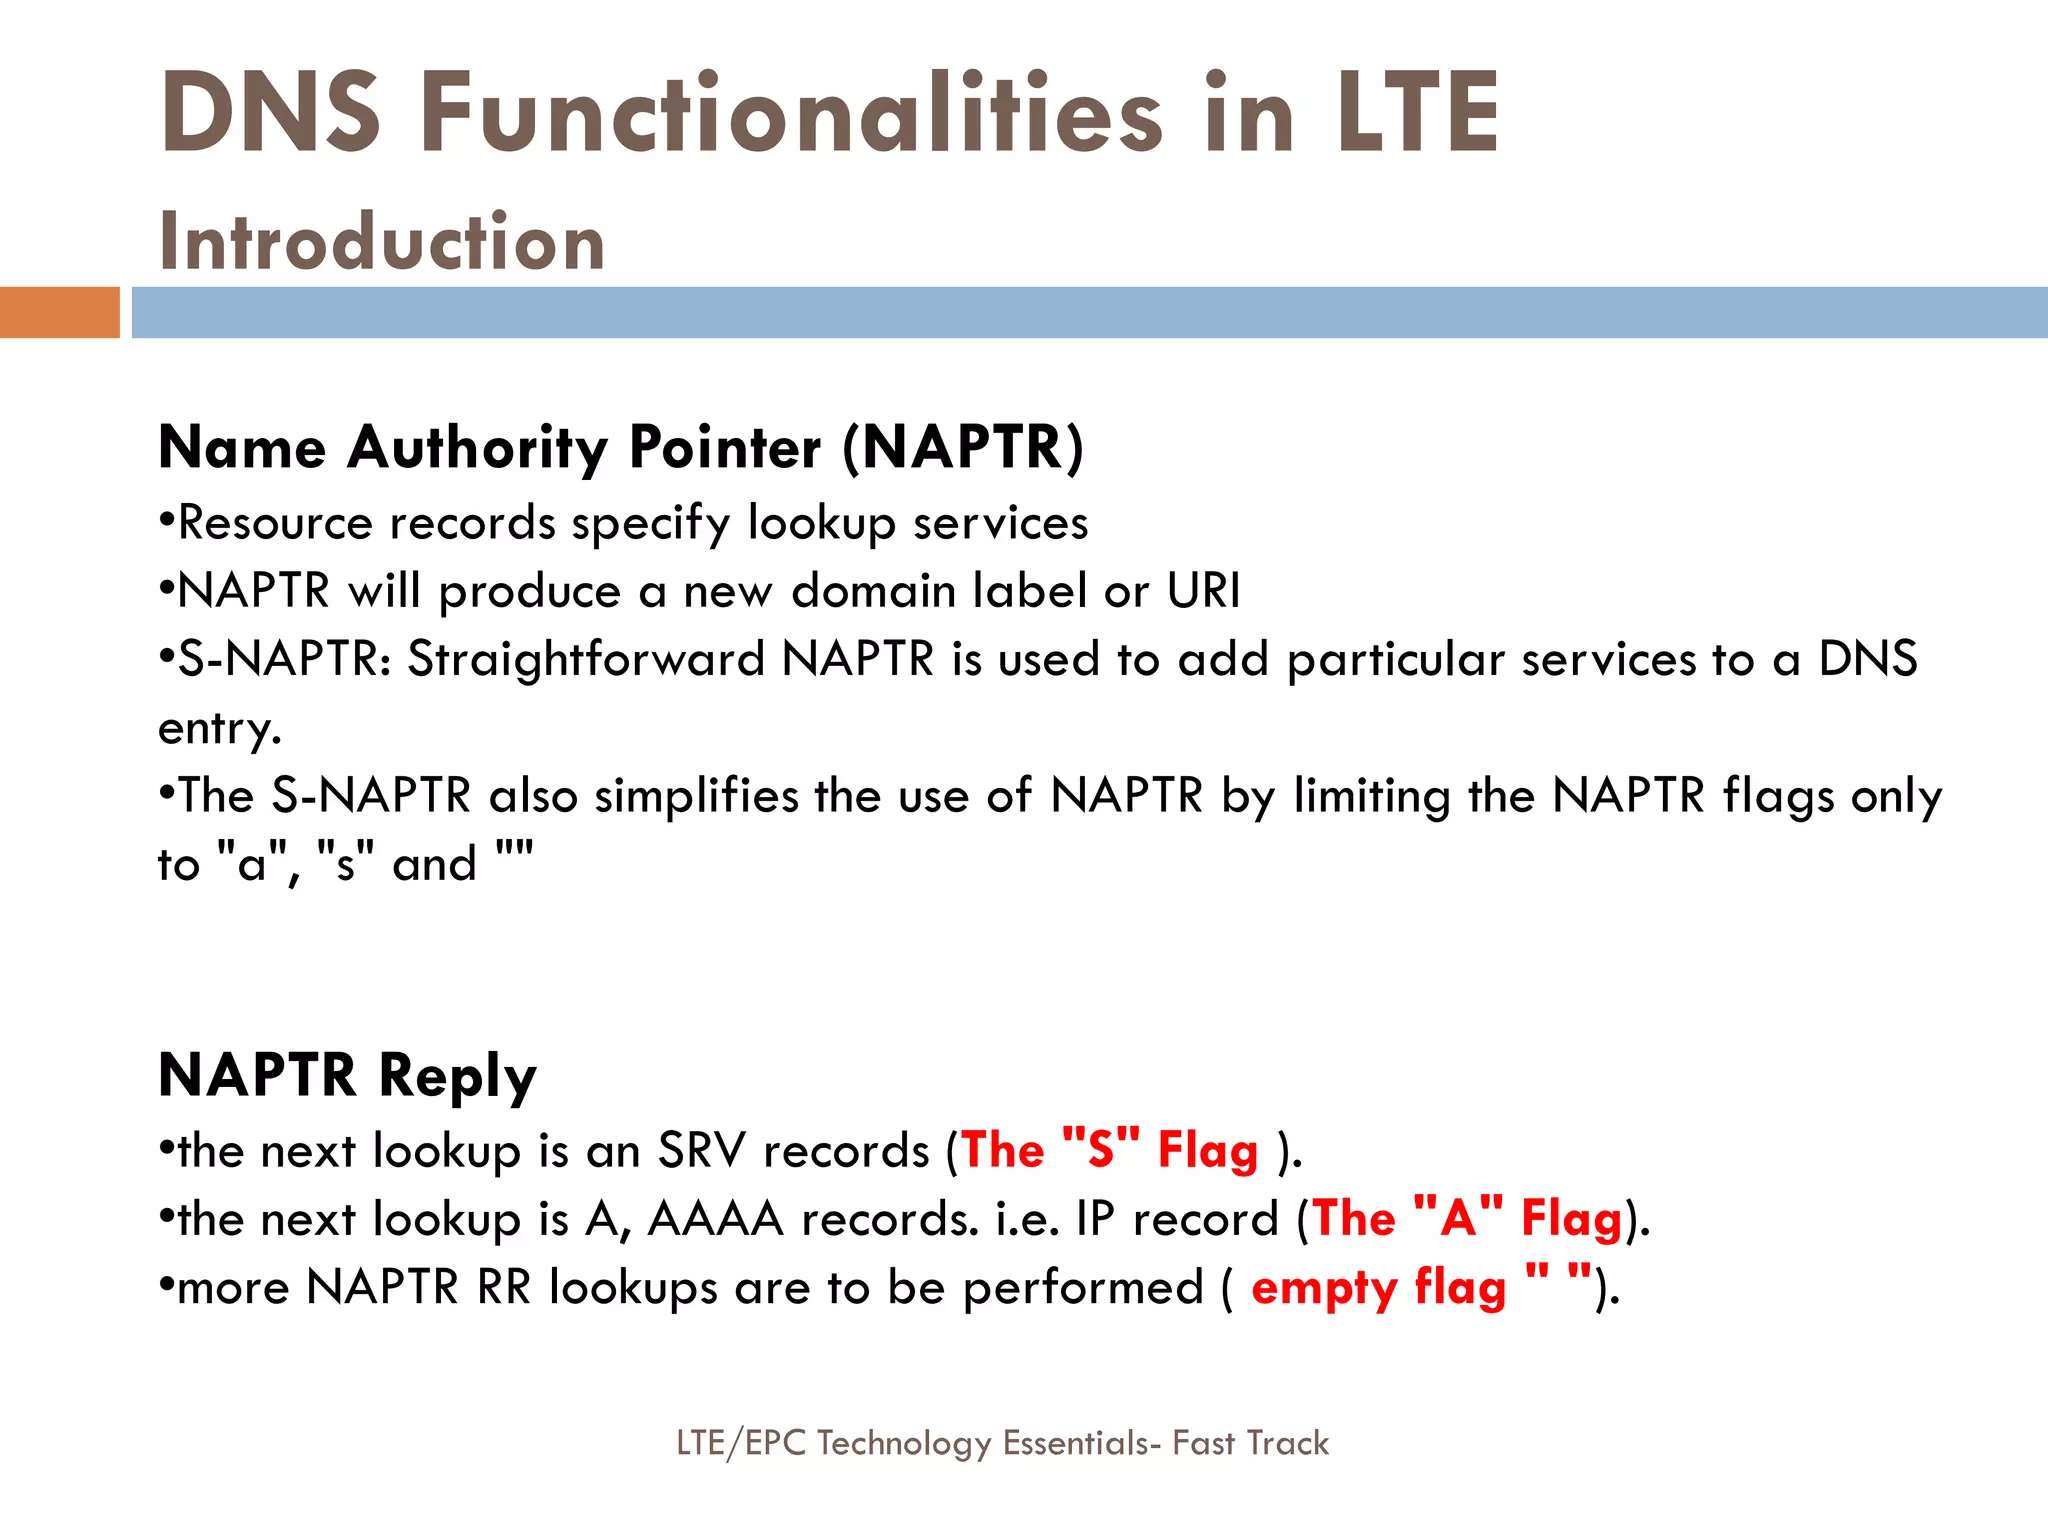 DNS Functionalities in LTE
Introduction
Name Authority Pointer (NAPTR)
•Resource records specify lookup services
•NAPTR will produce a new domain label or URI
•S-NAPTR: Straightforward NAPTR is used to add particular services to a DNS
entry.
•The S-NAPTR also simplifies the use of NAPTR by limiting the NAPTR flags only
to "a", "s" and ""
NAPTR Reply
•the next lookup is an SRV records (The "S" Flag ).
•the next lookup is A, AAAA records. i.e. IP record (The "A" Flag).
•more NAPTR RR lookups are to be performed ( empty flag " ").
LTE/EPC Technology Essentials- Fast Track